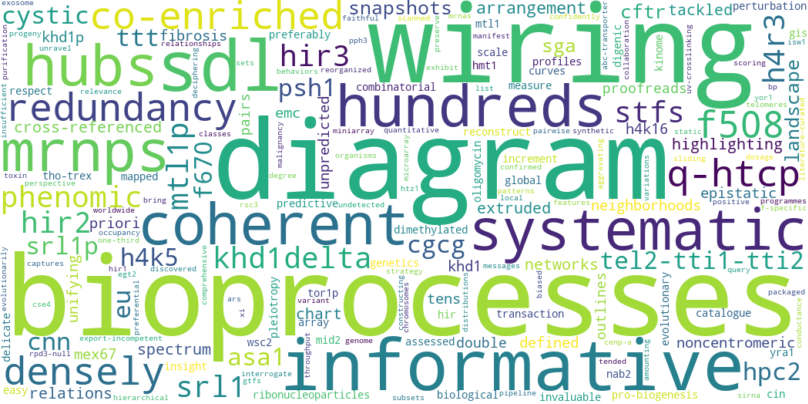 cystic co_enriched snapshots arrangement cftr tackled perturbation
exosome faithful scanned mrnas manifest confidently
ttt fibrosis khd1p preferably mtl1
progeny relationships unravel behaviors reorganized
hubs sdl wiring
hir3 sga profiles kinome digenic collaboration abc-transporter
purification deciphering sets pph3 preserve exhibit uv-crosslinking
scale hmt1 curves proofreads
gis isw1 scoring h4r3
respect relevance psh1 combinatorial measure
redundancy hundreds stfs bp yor1 telomeres
insufficient cross-referenced pairs emc list pairwise synthetic static
classes miniarray quantitative h4k16 f508 landscape
mrnps mtl1p f670 unpredicted reconstruct highlighting
tho-trex malignancy microarray organisms confirmed aggravating sliding dosage
toxin mapped diagram increment variations q-htcp
perspective degree oligomycin global epistatic
phenomic rsc3 predictive patterns local neighborhoods positive programmes
worldwide bring static htz1 features f-specific
hir2 priori coherent extruded systematic
one-third occupancy dimethylated
srl1p h4k5 khd1delta cgcg khd1 networks tel2-tti1-tti2
captures hir1 discovered genetics messages query packaged
unifying bioprocesses strategy biased
evolutionarily egt2 preferential comprehensive pleiotropy tor1p variant hir tens distributions constructing chromosomes outlines evolutionary catalogue
delicate cse4 eu ars xi chart array transaction cenp-a conductance
cnn mex67 wsc2 mid2 assessed double defined noncentromeric
rpd3-null spectrum asa1 throughput genome tended yra1
export-incompetent insight interrogate informative amounting nab2
densely srl1 gtfs hpc2
easy relations hierarchical ribonucleoproteins subsets biological pipeline invaluable pro-biogenesis sirna cin